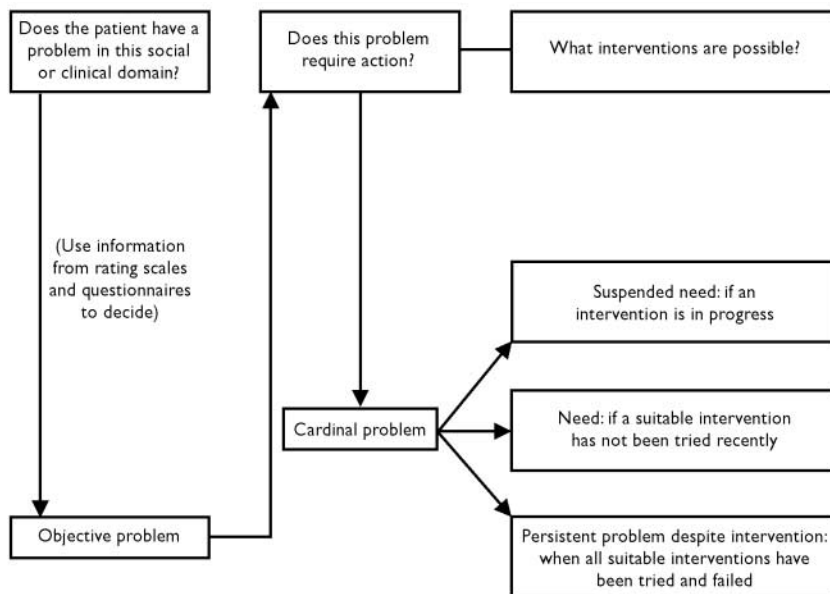 Does the patient have a
problem in this social
or clinical domain?
Does this problem
require action?
What interventions are possible?
(Use information
from rating scales
and questionnaires
to decide)
Suspended need: if an
intervention is in progress
Cardinal problem
Need: if a suitable intervention
has not been tried recently
Objective problem
Persistent problem despite intervention:
when all suitable interventions have
been tried and failed